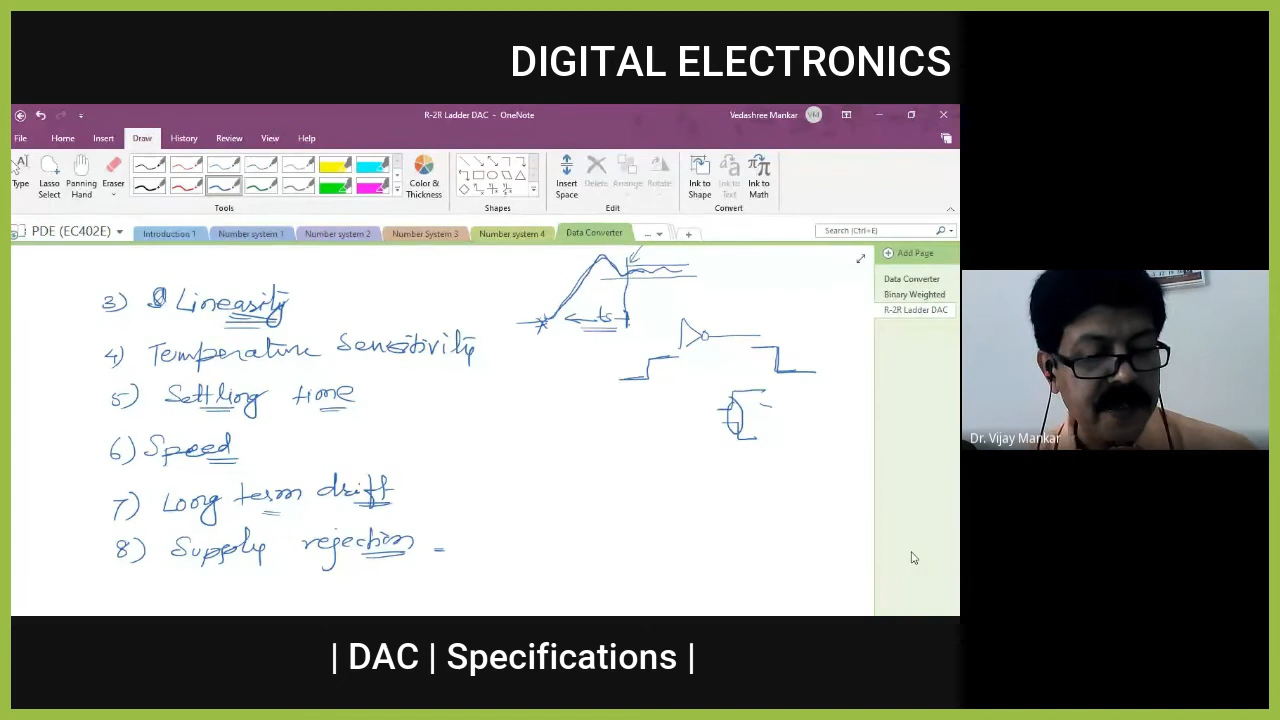 DIGITAL ELECTRONICS
R-2R Ladder DAC - OneNote
Vedashree Mankar VM
File Home Insert Draw History Review View Help
Type Lasso Select Panning Hand Eraser Color & Thickness Insert Space Delete Arrange Rotate Ink to Shape Ink to Text Ink to Math
Tools Shapes Edit Convert
PDE (EC402E) Introduction 1 Number system 1 Number system 2 Number System 3 Number system 4 Data Converter ... + Search (Ctrl+E)
Add Page
Data Converter
Binary Weighted
R-2R Ladder DAC
3) Linearity
ts
4) Temperature Sensitivity
5) Settling time
6) Speed
7) Long term drift
8) Supply rejection =
Dr. Vijay Mankar
| DAC | Specifications |